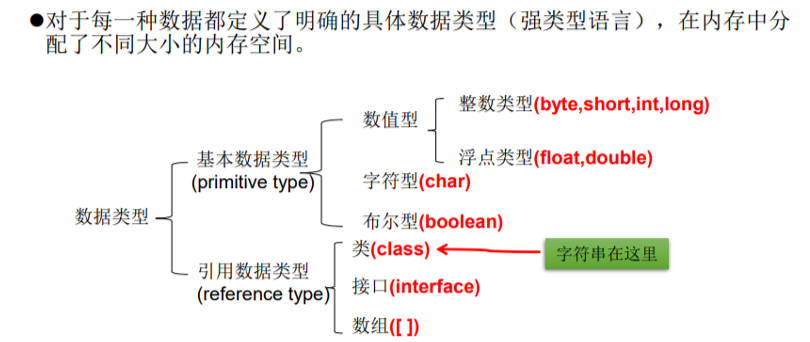 ●对于每一种数据都定义了明确的具体数据类型（强类型语言），在内存中分
配了不同大小的内存空间。
整数类型(byte,short,int,long)
数值型
浮点类型(float,double)
基本数据类型
(primitive type)
字符型(char)
布尔型(boolean)
数据类型
类(class)
字符串在这里
引用数据类型
(reference type)
接口(interface)
数组([ ])